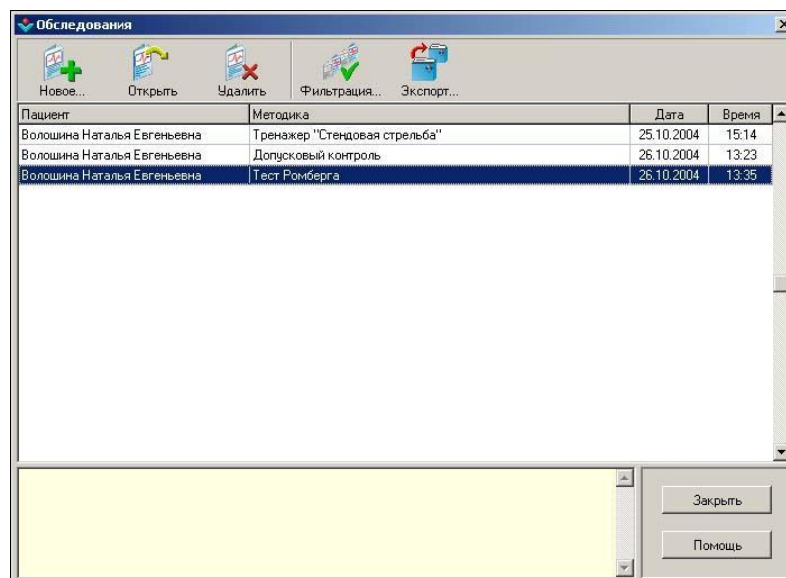 Обследования
Новое... Открыть Удалить Фильтрация... Экспорт...
Пациент Методика Дата Время
Волошина Наталья Евгеньевна Тренажер "Стендовая стрельба" 25.10.2004 15:14
Волошина Наталья Евгеньевна Допусковый контроль 26.10.2004 13:23
Волошина Наталья Евгеньевна Тест Ромберга 26.10.2004 13:35
Закрыть
Помощь